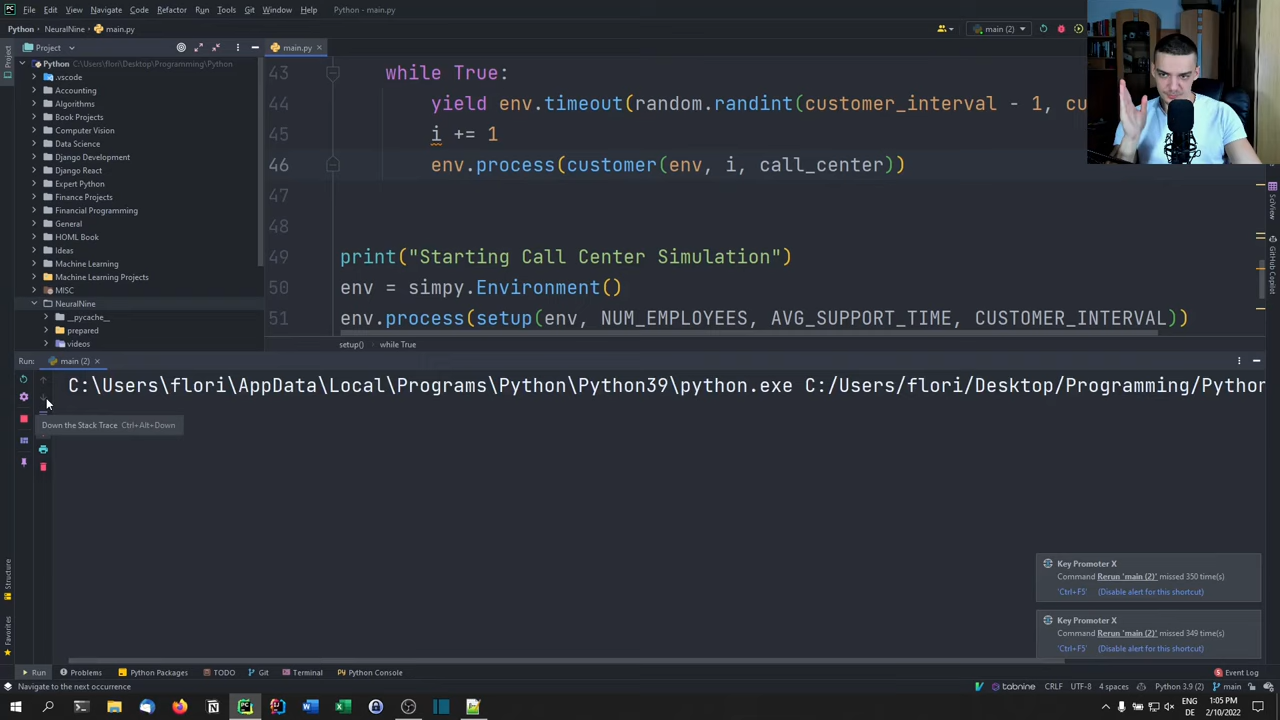 File Edit View Navigate Code Refactor Run Tools Git Window Help Python - main.py
Python NeuralNine main.py
main (2)
Project
main.py
Python C:\Users\flori\Desktop\Programming\Python
.vscode
Accounting
Algorithms
Book Projects
Computer Vision
Data Science
Django Development
Django React
Expert Python
Finance Projects
Financial Programming
General
HOML Book
Ideas
Machine Learning
Machine Learning Projects
MISC
NeuralNine
__pycache__
prepared
videos
43 while True:
44 yield env.timeout(random.randint(customer_interval - 1, cu
45 i += 1
46 env.process(customer(env, i, call_center))
47
48
49 print("Starting Call Center Simulation")
50 env = simpy.Environment()
51 env.process(setup(env, NUM_EMPLOYEES, AVG_SUPPORT_TIME, CUSTOMER_INTERVAL))
setup() while True
Run: main (2)
C:\Users\flori\AppData\Local\Programs\Python\Python39\python.exe C:/Users/flori/Desktop/Programming/Python
Down the Stack Trace Ctrl+Alt+Down
Key Promoter X
Command Rerun 'main (2)' missed 350 time(s)
'Ctrl+F5' (Disable alert for this shortcut)
Key Promoter X
Command Rerun 'main (2)' missed 349 time(s)
'Ctrl+F5' (Disable alert for this shortcut)
Project
Structure
Favorites
SciView
GitHub Copilot
Run Problems Python Packages TODO Git Terminal Python Console Event Log
Navigate to the next occurrence tabnine CRLF UTF-8 4 spaces Python 3.9 (2) main
ENG 1:05 PM
DE 2/10/2022